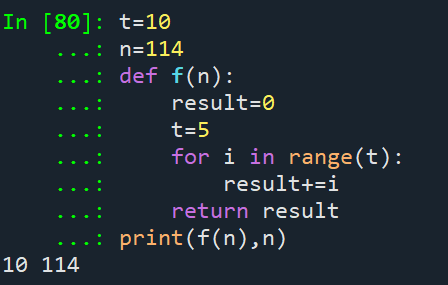 In [80]: t=10
    ...: n=114
    ...: def f(n):
    ...:     result=0
    ...:     t=5
    ...:     for i in range(t):
    ...:         result+=i
    ...:     return result
    ...: print(f(n),n)
10 114